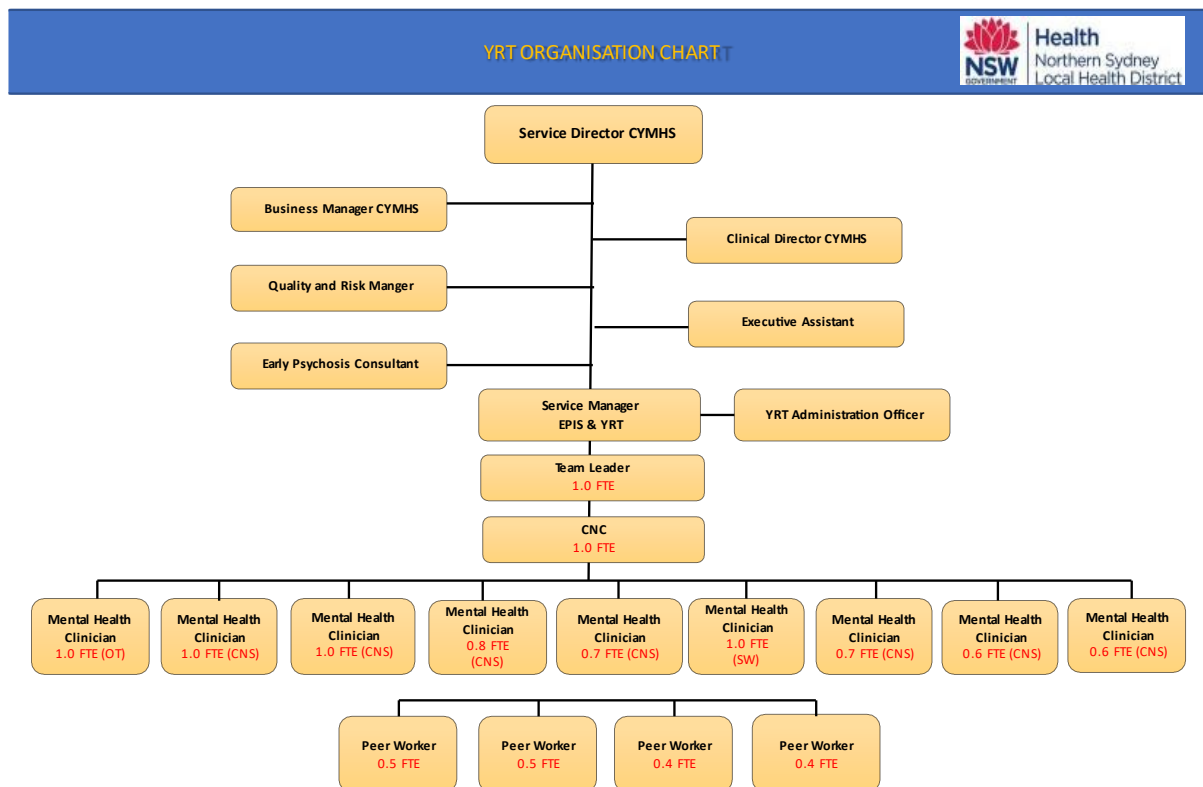 YRT ORGANISATION CHART
Health
Northern Sydney
Local Health District
NSW
GOVERNMENT
Service Director CYMHS
Business Manager CYMHS
Clinical Director CYMHS
Quality and Risk Manger
Executive Assistant
Early Psychosis Consultant
Service Manager
EPIS & YRT
YRT Administration Officer
Team Leader
1.0 FTE
CNC
1.0 FTE
Mental Health
Clinician
1.0 FTE (OT)
Mental Health
Clinician
1.0 FTE (CNS)
Mental Health
Clinician
1.0 FTE (CNS)
Mental Health
Clinician
0.8 FTE
(CNS)
Mental Health
Clinician
0.7 FTE (CNS)
Mental Health
Clinician
1.0 FTE
(SW)
Mental Health
Clinician
0.7 FTE (CNS)
Mental Health
Clinician
0.6 FTE (CNS)
Mental Health
Clinician
0.6 FTE (CNS)
Peer Worker
0.5 FTE
Peer Worker
0.5 FTE
Peer Worker
0.4 FTE
Peer Worker
0.4 FTE